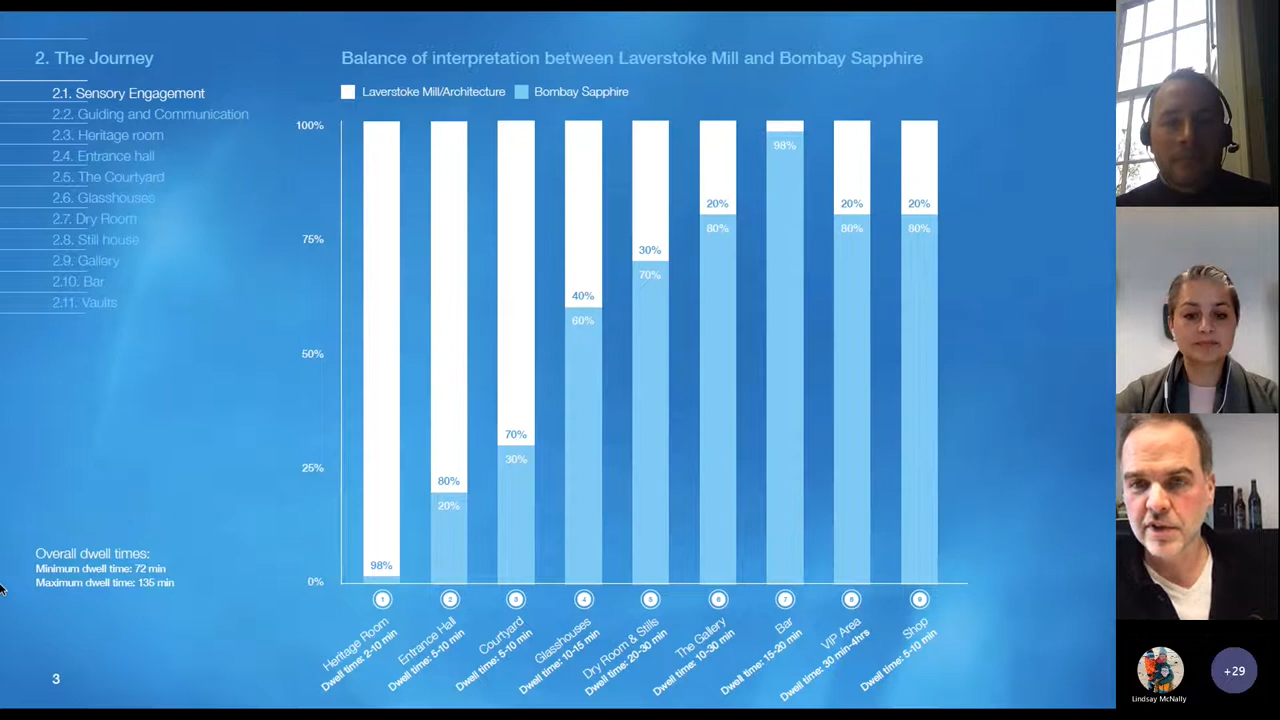 2. The Journey
2.1. Sensory Engagement
2.2. Guiding and Communication
2.3. Heritage room
2.4. Entrance hall
2.5. The Courtyard
2.6. Glasshouses
2.7. Dry Room
2.8. Still house
2.9. Gallery
2.10. Bar
2.11. Vaults
Overall dwell times:
Minimum dwell time: 72 min
Maximum dwell time: 135 min
3
Balance of interpretation between Laverstoke Mill and Bombay Sapphire
Laverstoke Mill/Architecture
Bombay Sapphire
100%
75%
50%
25%
0%
98%
80%
20%
70%
30%
40%
60%
30%
70%
20%
80%
98%
20%
80%
20%
80%
1
2
3
4
5
6
7
8
9
Heritage Room
Dwell time: 2-10 min
Entrance Hall
Dwell time: 5-10 min
Courtyard
Dwell time: 5-10 min
Glasshouses
Dwell time: 10-15 min
Dry Room & Stills
Dwell time: 20-30 min
The Gallery
Dwell time: 10-30 min
Bar
Dwell time: 15-20 min
VIP Area
Dwell time: 30 min-4hrs
Shop
Dwell time: 5-10 min
Lindsay McNally
+29